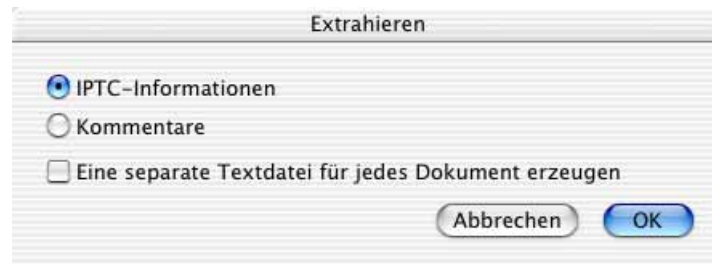 Extrahieren
IPTC-Informationen
Kommentare
Eine separate Textdatei für jedes Dokument erzeugen
Abbrechen OK